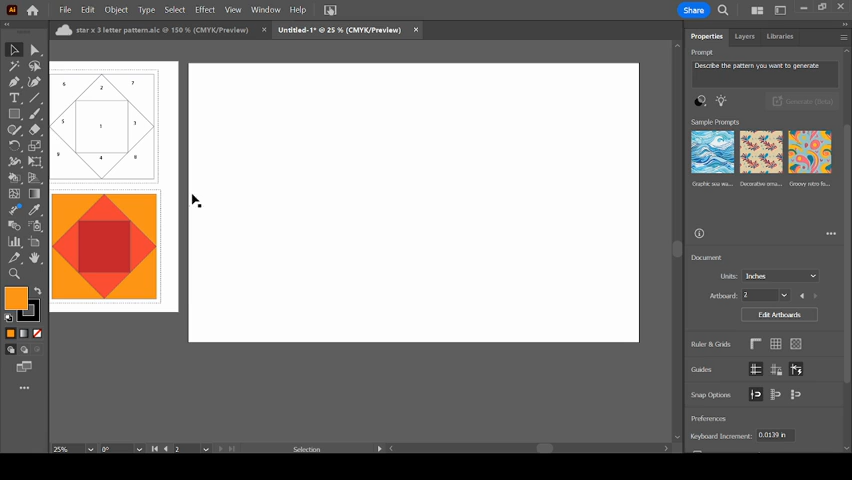 Ai File Edit Object Type Select Effect View Window Help Share
star x 3 letter pattern.aic @ 150 % (CMYK/Preview) × Untitled-1* @ 25 % (CMYK/Preview) ×
Properties Layers Libraries
Prompt
Describe the pattern you want to generate
Generate (Beta)
Sample Prompts
Graphic sea wa... Decorative orna... Groovy retro fo...
6 2 7
5 1 3
9 4 8
Document
Units: Inches
Artboard: 2
Edit Artboards
Ruler & Grids
Guides
Snap Options
Preferences
Keyboard Increment: 0.0139 in
25% 0° 2 Selection